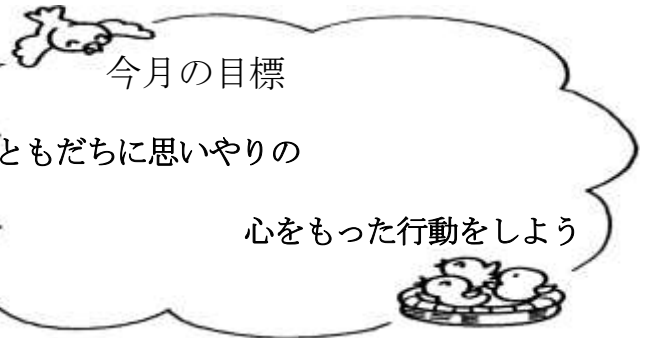 今月の目標
ともだちに思いやりの
心をもった行動をしよう